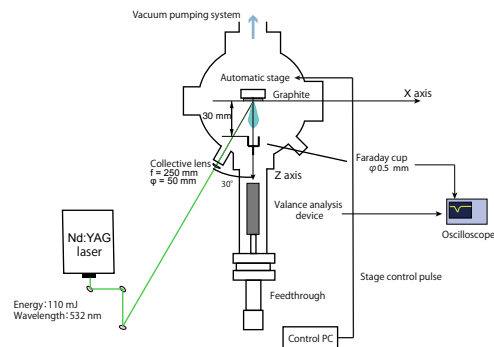 Vacuum pumping system
Automatic stage
Graphite
X axis
30 mm
Collective lens
f = 250 mm
φ = 50 mm
30°
Z axis
Faraday cup
φ0.5 mm
Valance analysis
device
Oscilloscope
Nd:YAG
laser
Energy:110 mJ
Wavelength:532 nm
Stage control pulse
Feedthrough
Control PC